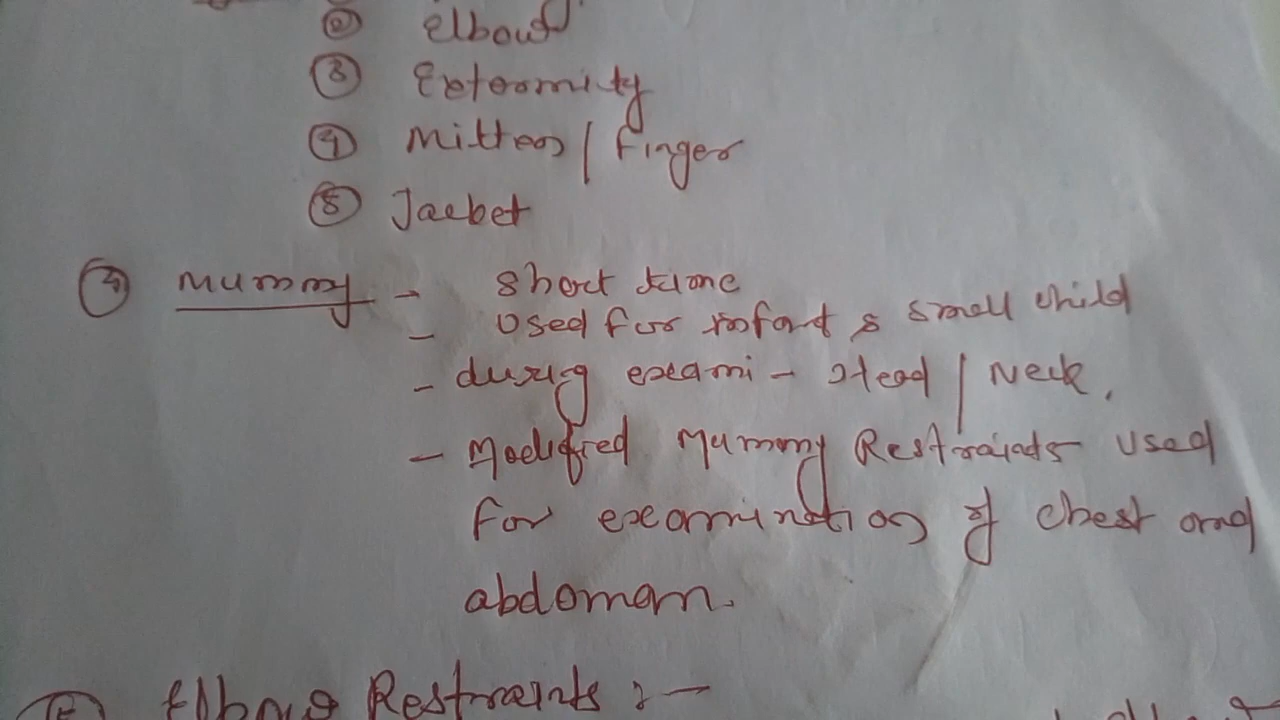 ② Elbow
③ Extormity
④ Mitten / Finger
⑤ Jacket
④ Mummy - Short time
- Used for infant & small child
- during exami - Head / Neck.
- Modified Mummy Restraints used
for examination of chest and
abdomen.
Elbow Restraints :-